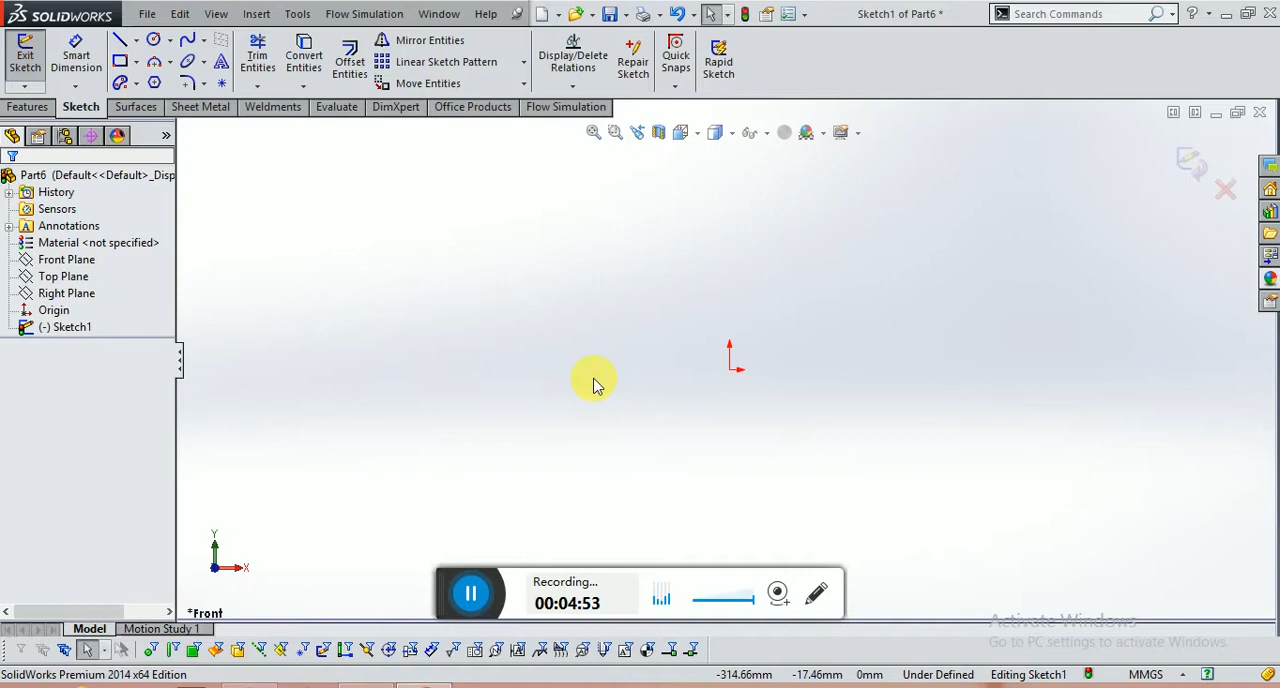 SOLIDWORKS File Edit View Insert Tools Flow Simulation Window Help Sketch1 of Part6 * Search Commands
Exit Sketch Smart Dimension Trim Entities Convert Entities Offset Entities Mirror Entities Linear Sketch Pattern Move Entities Display/Delete Relations Repair Sketch Quick Snaps Rapid Sketch
Features Sketch Surfaces Sheet Metal Weldments Evaluate DimXpert Office Products Flow Simulation
Part6 (Default<<Default>_Disp
History
Sensors
Annotations
Material <not specified>
Front Plane
Top Plane
Right Plane
Origin
(-) Sketch1
Y
X
*Front
Recording...
00:04:53
Activate Windows
Go to PC settings to activate Windows.
Model Motion Study 1
SolidWorks Premium 2014 x64 Edition -314.66mm -17.46mm 0mm Under Defined Editing Sketch1 MMGS